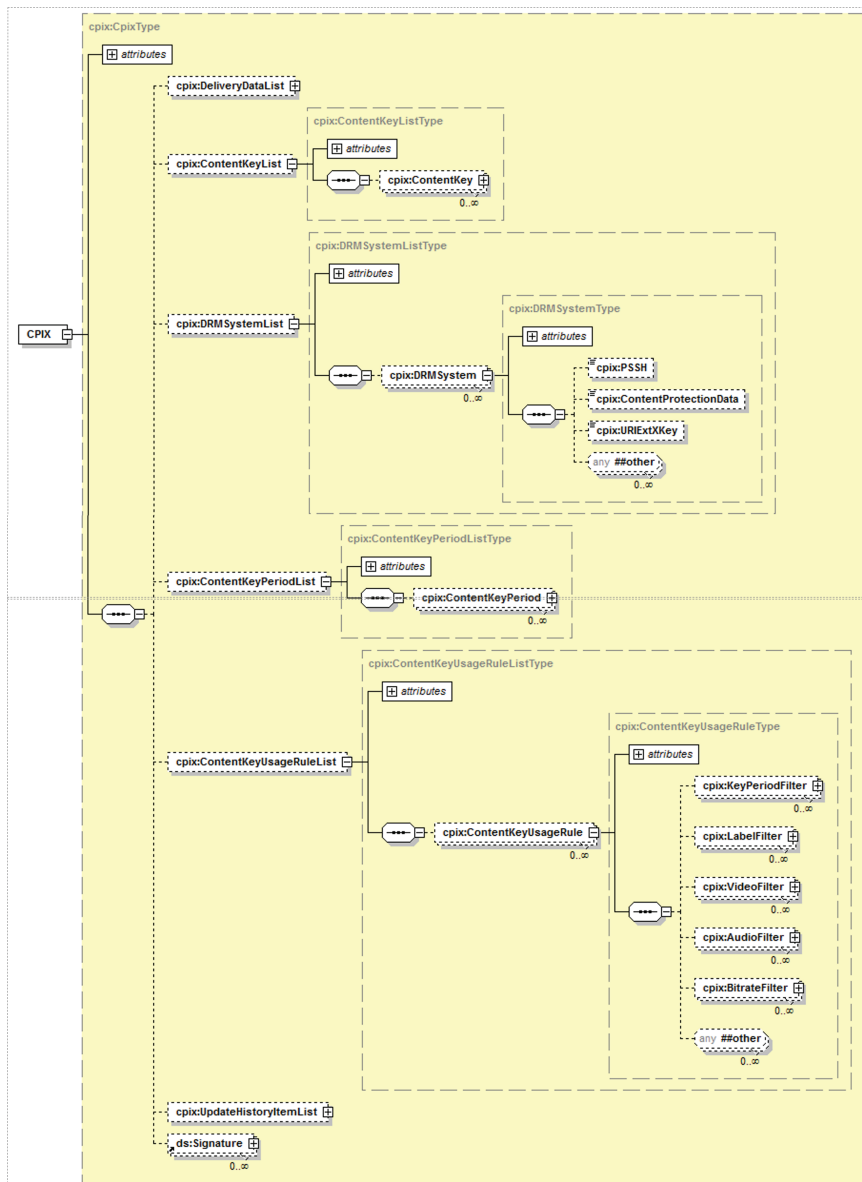 cpix:CpixType
attributes
cpix:DeliveryDataList
cpix:ContentKeyListType
attributes
cpix:ContentKeyList
cpix:ContentKey
0..∞
cpix:DRMSystemListType
attributes
cpix:DRMSystemType
cpix:DRMSystemList
CPIX
attributes
cpix:PSSH
cpix:DRMSystem
0..∞
cpix:ContentProtectionData
cpix:URIExtXKey
any ##other
0..∞
cpix:ContentKeyPeriodListType
attributes
cpix:ContentKeyPeriodList
cpix:ContentKeyPeriod
0..∞
cpix:ContentKeyUsageRuleListType
attributes
cpix:ContentKeyUsageRuleType
attributes
cpix:ContentKeyUsageRuleList
cpix:KeyPeriodFilter
0..∞
cpix:ContentKeyUsageRule
0..∞
cpix:LabelFilter
0..∞
cpix:VideoFilter
0..∞
cpix:AudioFilter
0..∞
cpix:BitrateFilter
0..∞
any ##other
0..∞
cpix:UpdateHistoryItemList
ds:Signature
0..∞